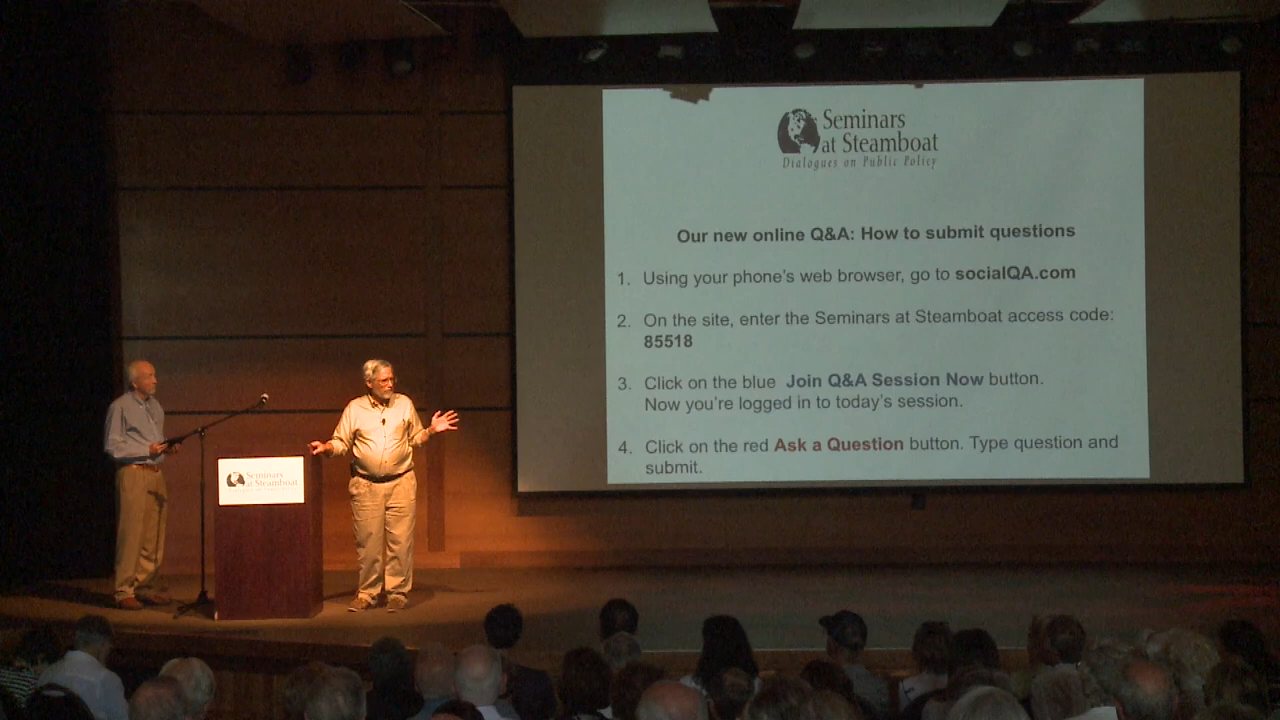 Seminars
at Steamboat
Dialogues on Public Policy
Our new online Q&A: How to submit questions
1. Using your phone's web browser, go to socialQA.com
2. On the site, enter the Seminars at Steamboat access code:
85518
3. Click on the blue Join Q&A Session Now button.
Now you're logged in to today's session.
4. Click on the red Ask a Question button. Type question and
submit.
Seminars
at Steamboat